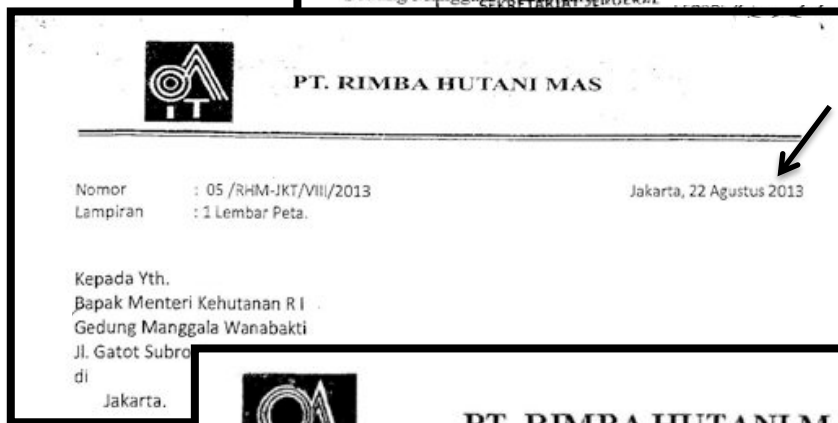 SEKRETARIAT JENDERAL
PT. RIMBA HUTANI MAS
Nomor : 05 /RHM-JKT/VIII/2013
Jakarta, 22 Agustus 2013
Lampiran : 1 Lembar Peta.
Kepada Yth.
Bapak Menteri Kehutanan R I
Gedung Manggala Wanabakti
Jl. Gatot Subro
di
Jakarta.
PT. RIMBA HUTANI M